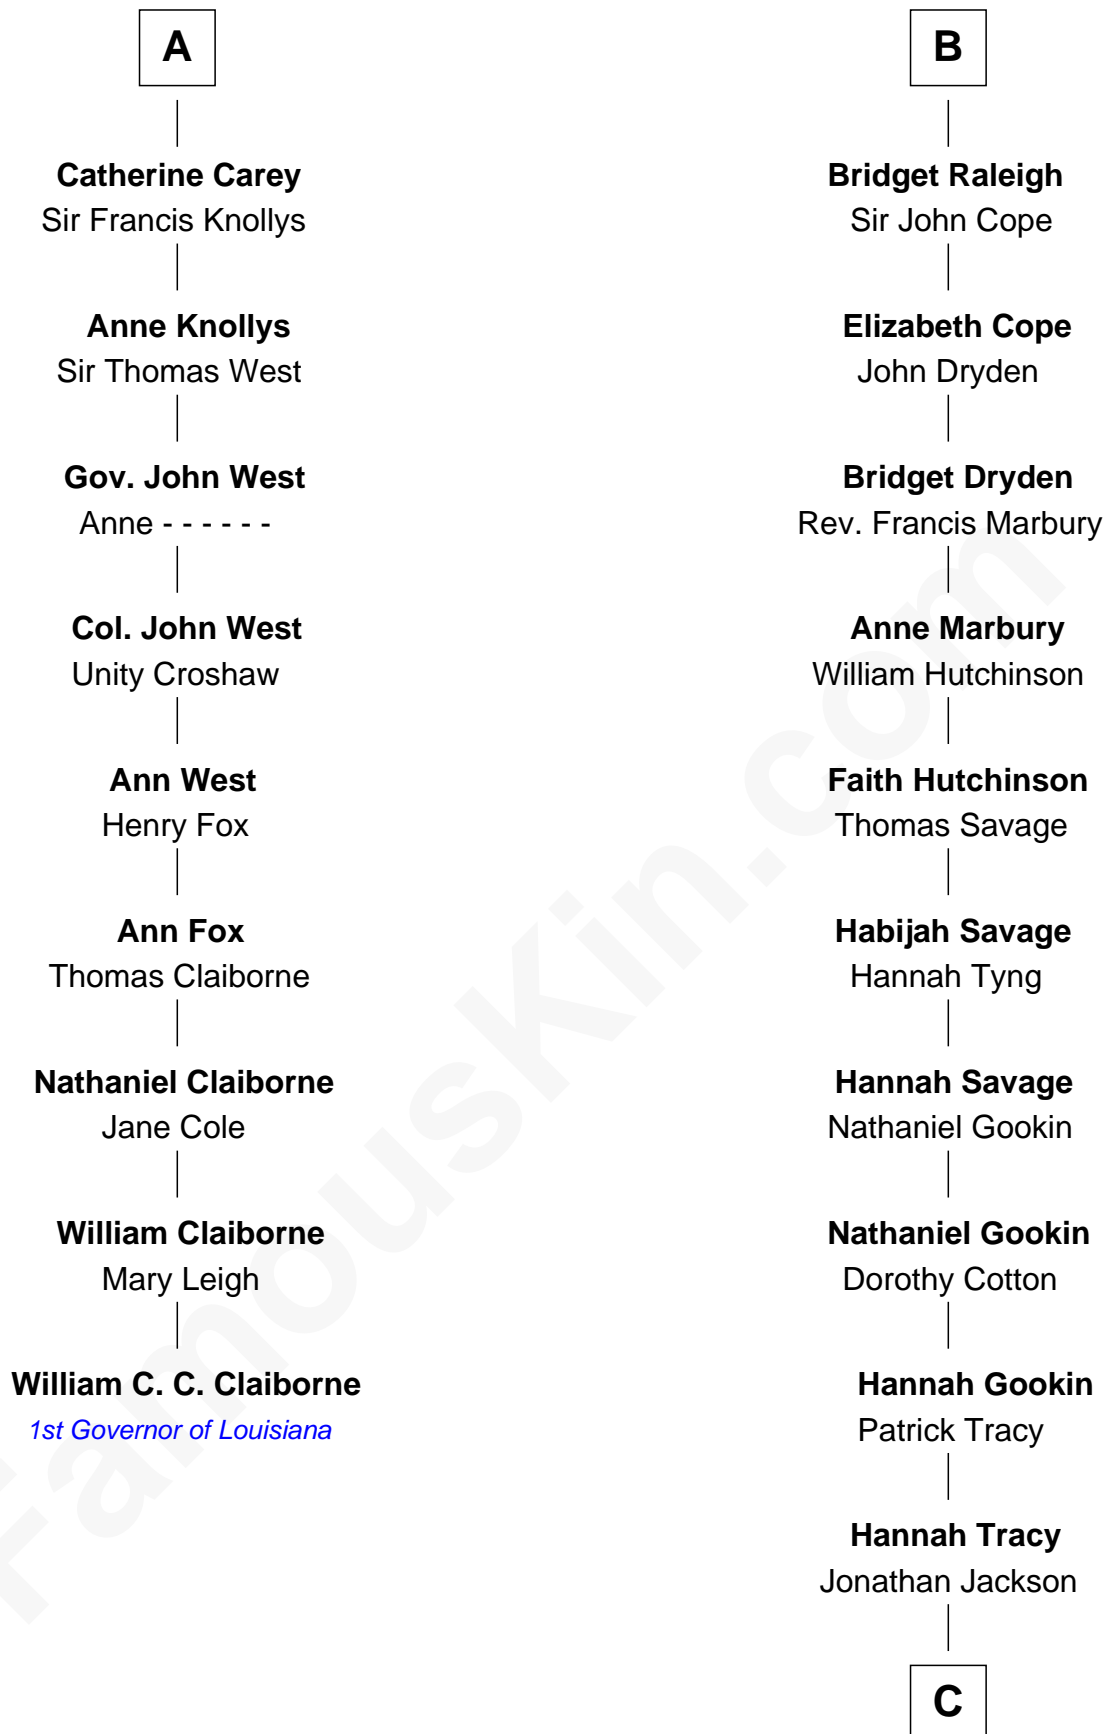 A
Catherine Carey
Sir Francis Knollys
Anne Knollys
Sir Thomas West
Gov. John West
Anne - - - - - -
Col. John West
Unity Croshaw
Ann West
Henry Fox
Ann Fox
Thomas Claiborne
Nathaniel Claiborne
Jane Cole
William Claiborne
Mary Leigh
William C. C. Claiborne
1st Governor of Louisiana
B
Bridget Raleigh
Sir John Cope
Elizabeth Cope
John Dryden
Bridget Dryden
Rev. Francis Marbury
Anne Marbury
William Hutchinson
Faith Hutchinson
Thomas Savage
Habijah Savage
Hannah Tyng
Hannah Savage
Nathaniel Gookin
Nathaniel Gookin
Dorothy Cotton
Hannah Gookin
Patrick Tracy
Hannah Tracy
Jonathan Jackson
C
FamousKin.com